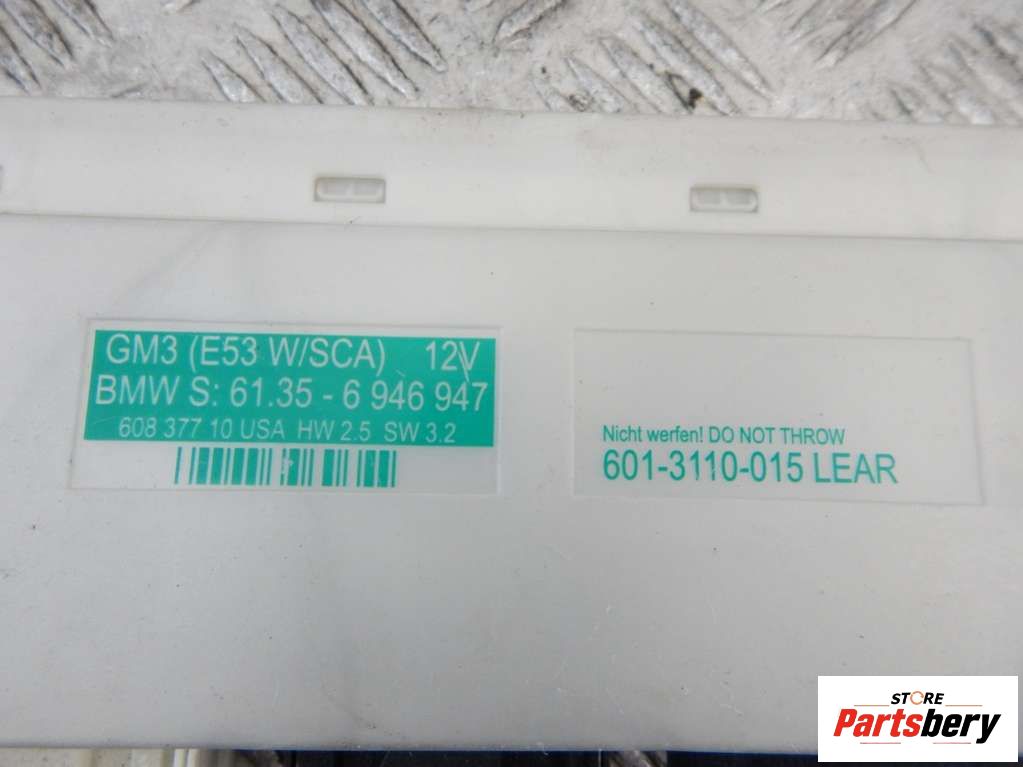 GM3 (E53 W/SCA) 12V
BMW S: 61.35 - 6 946 947
608 377 10 USA HW 2.5 SW 3.2
Nicht werfen! DO NOT THROW
601-3110-015 LEAR
STORE
Partsbery